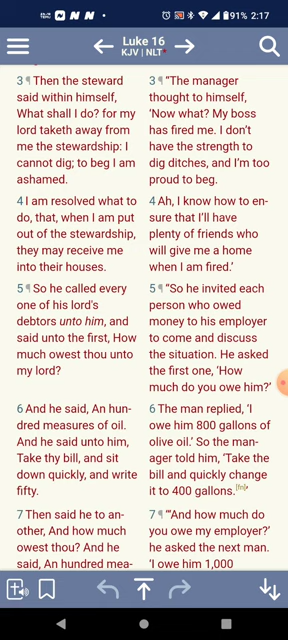 91% 2:17
Luke 16
KJV | NLT
3 ¶ Then the steward
said within himself,
What shall I do? for my
lord taketh away from
me the stewardship: I
cannot dig; to beg I am
ashamed.
4 I am resolved what to
do, that, when I am put
out of the stewardship,
they may receive me
into their houses.
5 ¶ So he called every
one of his lord's
debtors unto him, and
said unto the first, How
much owest thou unto
my lord?
6 And he said, An hun-
dred measures of oil.
And he said unto him,
Take thy bill, and sit
down quickly, and write
fifty.
7 Then said he to an-
other, And how much
owest thou? And he
said, An hundred mea-
3 ¶ “The manager
thought to himself,
‘Now what? My boss
has fired me. I don’t
have the strength to
dig ditches, and I’m too
proud to beg.
4 Ah, I know how to en-
sure that I’ll have
plenty of friends who
will give me a home
when I am fired.’
5 ¶ “So he invited each
person who owed
money to his employer
to come and discuss
the situation. He asked
the first one, ‘How
much do you owe him?’
6 The man replied, ‘I
owe him 800 gallons of
olive oil.’ So the man-
ager told him, ‘Take the
bill and quickly change
it to 400 gallons.[fn]
7 ¶ “‘And how much do
you owe my employer?’
he asked the next man.
‘I owe him 1,000